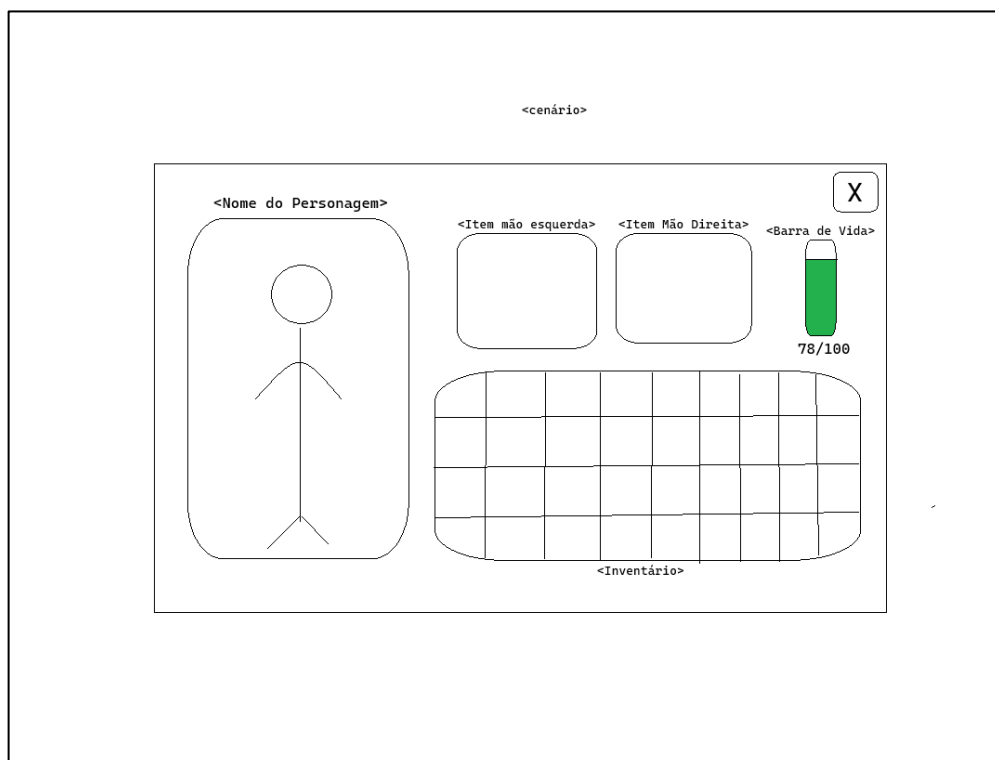 <cenário>
X
<Nome do Personagem>
<Item mão esquerda>
<Item Mão Direita>
<Barra de Vida>
78/100
<Inventário>